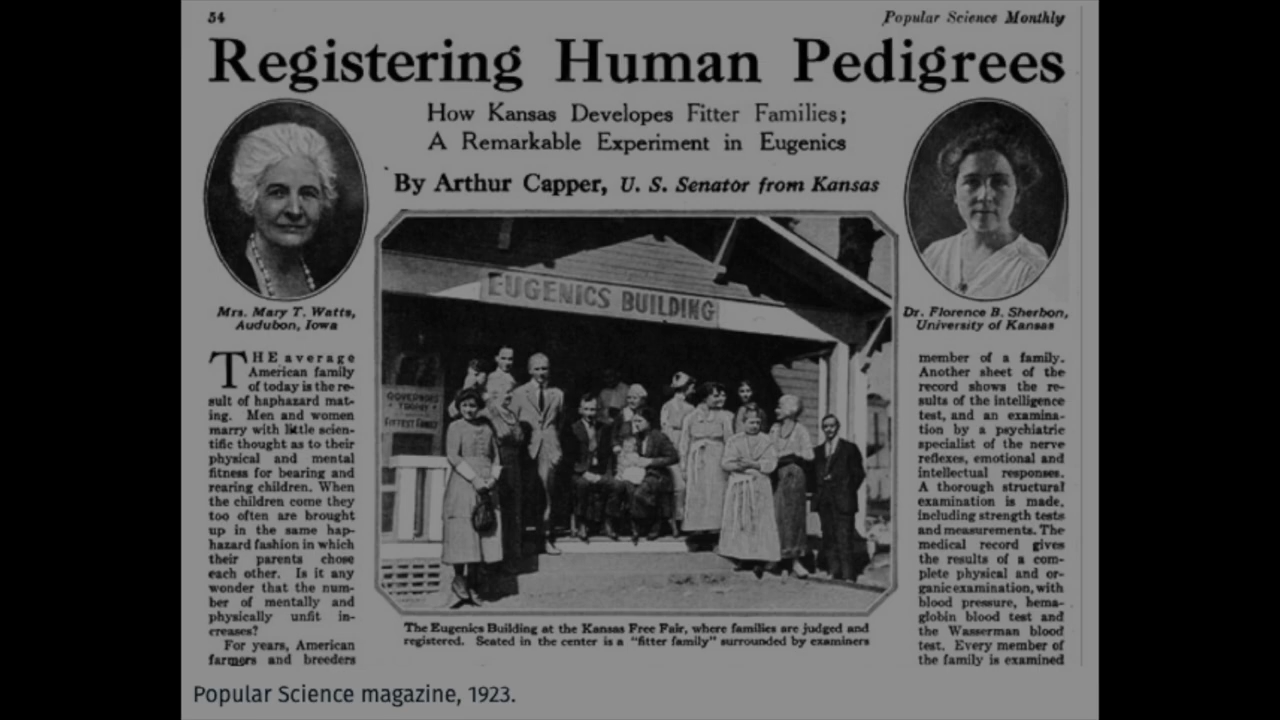 54
Popular Science Monthly
Registering Human Pedigrees
How Kansas Developes Fitter Families;
A Remarkable Experiment in Eugenics
By Arthur Capper, U. S. Senator from Kansas
Mrs. Mary T. Watts,
Audubon, Iowa
THE average
American family
of today is the re-
sult of haphazard mat-
ing. Men and women
marry with little scien-
tific thought as to their
physical and mental
fitness for bearing and
rearing children. When
the children come they
too often are brought
up in the same hap-
hazard fashion in which
their parents chose
each other. Is it any
wonder that the num-
ber of mentally and
physically unfit in-
creases?
For years, American
farmers and breeders
EUGENICS BUILDING
GOVERNORS
TROPHY
FITTEST FAMILY
The Eugenics Building at the Kansas Free Fair, where families are judged and
registered. Seated in the center is a "fitter family" surrounded by examiners
Dr. Florence B. Sherbon,
University of Kansas
member of a family.
Another sheet of the
record shows the re-
sults of the intelligence
test, and an examina-
tion by a psychiatric
specialist of the nerve
reflexes, emotional and
intellectual responses.
A thorough structural
examination is made,
including strength tests
and measurements. The
medical record gives
the results of a com-
plete physical and or-
ganic examination, with
blood pressure, hema-
globin blood test and
the Wasserman blood
test. Every member of
the family is examined
Popular Science magazine, 1923.